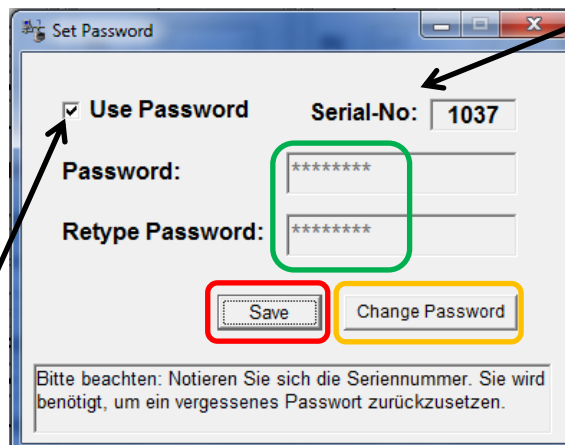 Set Password
Use Password Serial-No: 1037
Password: ********
Retype Password: ********
Save Change Password
Bitte beachten: Notieren Sie sich die Seriennummer. Sie wird
benötigt, um ein vergessenes Passwort zurückzusetzen.